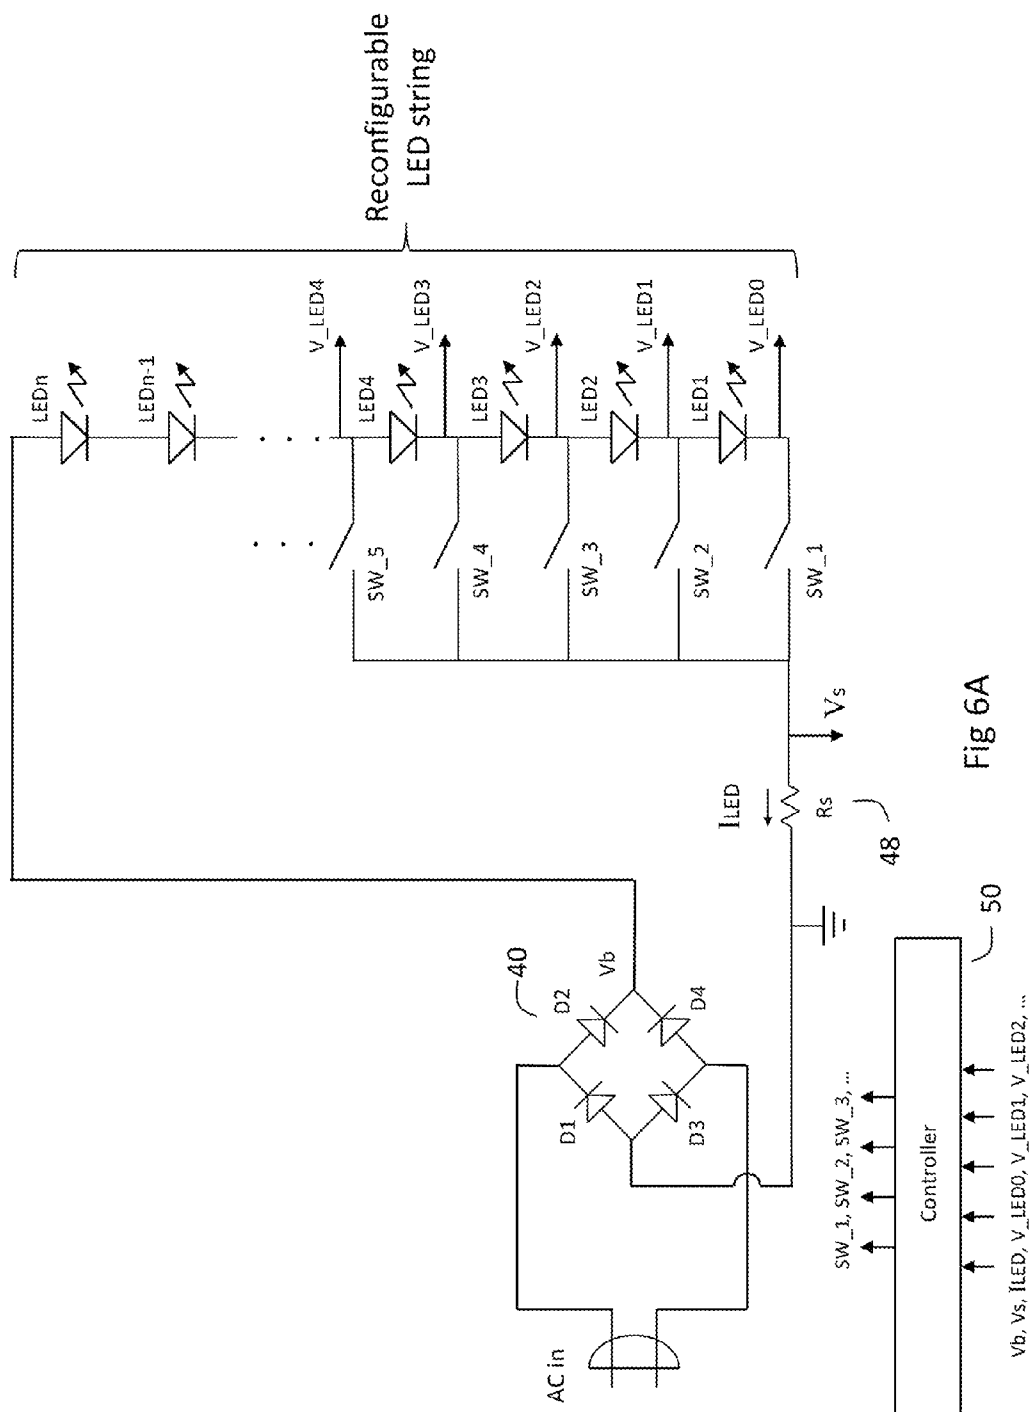 Reconfigurable
LED string
LEDn
LEDn-1
V_LED4
LED4
V_LED3
LED3
V_LED2
LED2
V_LED1
LED1
V_LED0
SW_5
SW_4
SW_3
SW_2
SW_1
Vs
ILED
Rs
48
40
Vb
D2
D4
D1
D3
AC in
SW_1, SW_2, SW_3, ...
Controller
50
Vb, Vs, ILED, V_LED0, V_LED1, V_LED2, ...
Fig 6A